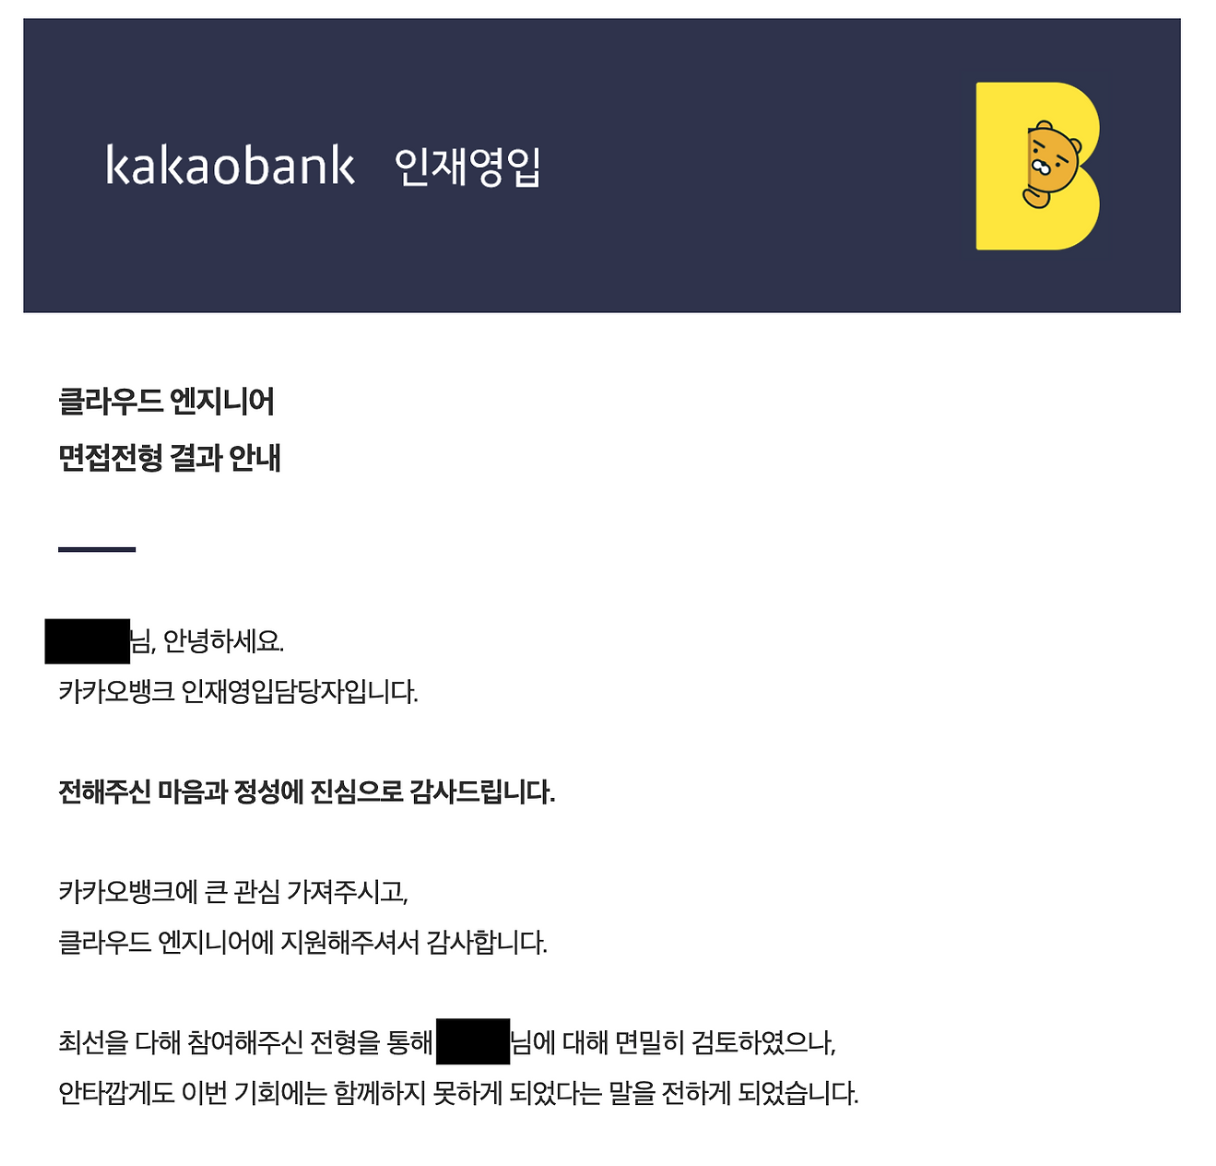 kakaobank 인재영입
클라우드 엔지니어
면접전형 결과 안내
님, 안녕하세요.
카카오뱅크 인재영입담당자입니다.
전해주신 마음과 정성에 진심으로 감사드립니다.
카카오뱅크에 큰 관심 가져주시고,
클라우드 엔지니어에 지원해주셔서 감사합니다.
최선을 다해 참여해주신 전형을 통해 님에 대해 면밀히 검토하였으나,
안타깝게도 이번 기회에는 함께하지 못하게 되었다는 말을 전하게 되었습니다.